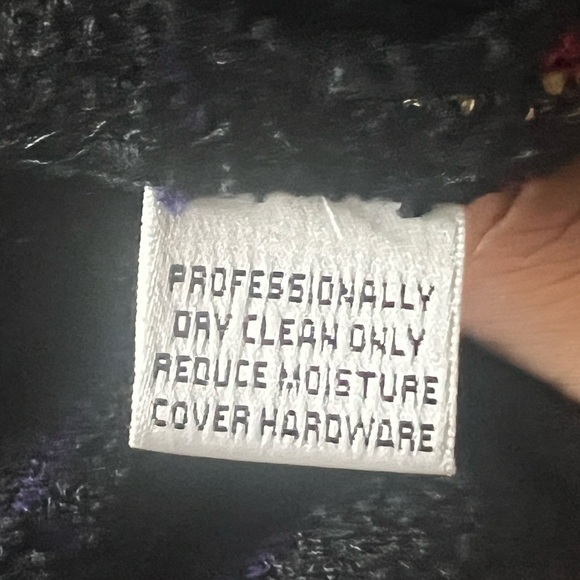 PROFESSIONALLY
DRY CLEAN ONLY
REDUCE MOISTURE
COVER HARDWARE